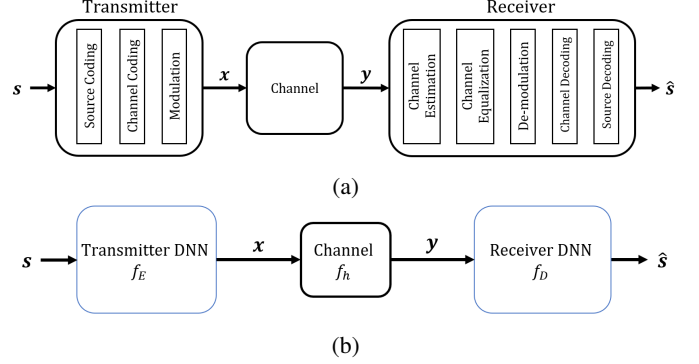 Transmitter
Receiver
s
Source Coding
Channel Coding
Modulation
x
Channel
y
Channel
Estimation
Channel
Equalization
De-modulation
Channel Decoding
Source Decoding
ŝ
(a)
s
Transmitter DNN
f_E
x
Channel
f_h
y
Receiver DNN
f_D
ŝ
(b)